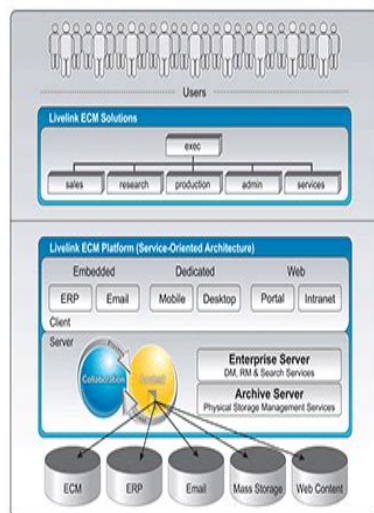 Users
Livelink ECM Solutions
exec
sales research production admin services
Livelink ECM Platform (Service-Oriented Architecture)
Embedded Dedicated Web
ERP Email Mobile Desktop Portal Intranet
Client
Server
Collaboration Content
Enterprise Server
DM, RM & Search Services
Archive Server
Physical Storage Management Services
ECM ERP Email Mass Storage Web Content